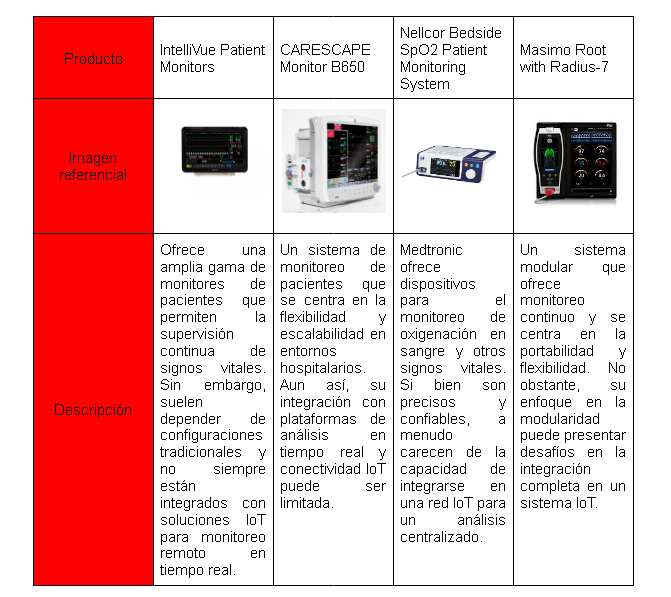 Producto
IntelliVue Patient
Monitors
CARESCAPE
Monitor B650
Nellcor Bedside
SpO2 Patient
Monitoring
System
Masimo Root
with Radius-7
Imagen
referencial
Descripción
Ofrece una
amplia gama de
monitores de
pacientes que
permiten la
supervisión
continua de
signos vitales.
Sin embargo,
suelen
depender de
configuraciones
tradicionales y
no siempre
están
integrados con
soluciones IoT
para monitoreo
remoto en
tiempo real.
Un sistema de
monitoreo de
pacientes que
se centra en la
flexibilidad y
escalabilidad en
entornos
hospitalarios.
Aun así, su
integración con
plataformas de
análisis en
tiempo real y
conectividad IoT
puede ser
limitada.
Medtronic
ofrece
dispositivos
para el
monitoreo de
oxigenación en
sangre y otros
signos vitales.
Si bien son
precisos y
confiables, a
menudo
carecen de la
capacidad de
integrarse en
una red IoT para
un análisis
centralizado.
Un sistema
modular que
ofrece
monitoreo
continuo y se
centra en la
portabilidad y
flexibilidad. No
obstante, su
enfoque en la
modularidad
puede presentar
desafíos en la
integración
completa en un
sistema IoT.